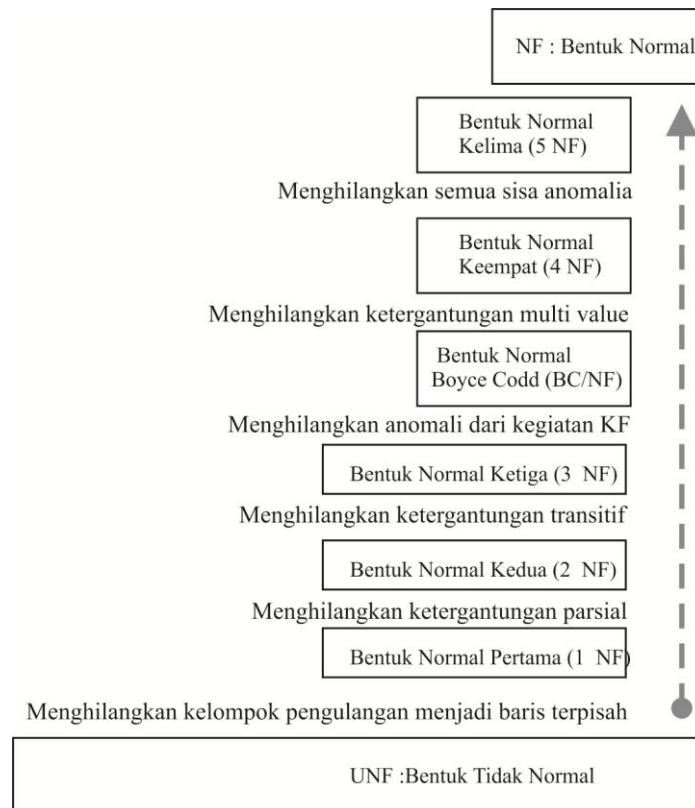 NF : Bentuk Normal
Bentuk Normal
Kelima (5 NF)
Menghilangkan semua sisa anomalia
Bentuk Normal
Keempat (4 NF)
Menghilangkan ketergantungan multi value
Bentuk Normal
Boyce Codd (BC/NF)
Menghilangkan anomali dari kegiatan KF
Bentuk Normal Ketiga (3 NF)
Menghilangkan ketergantungan transitif
Bentuk Normal Kedua (2 NF)
Menghilangkan ketergantungan parsial
Bentuk Normal Pertama (1 NF)
Menghilangkan kelompok pengulangan menjadi baris terpisah
UNF :Bentuk Tidak Normal